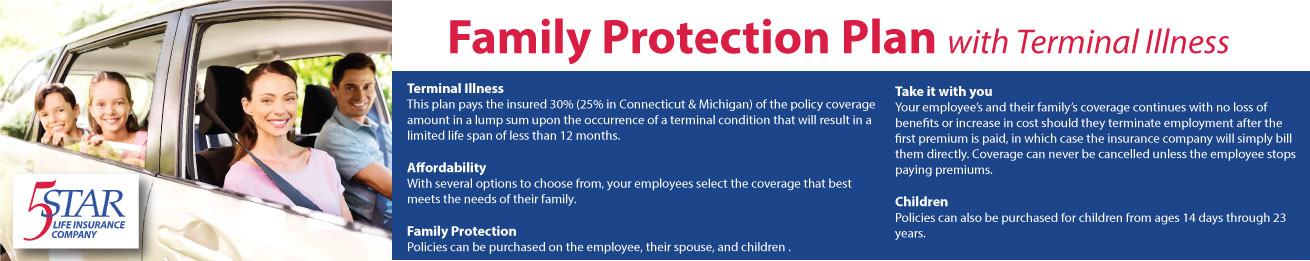 Family Protection Plan with Terminal Illness
Terminal Illness
This plan pays the insured 30% (25% in Connecticut & Michigan) of the policy coverage
amount in a lump sum upon the occurrence of a terminal condition that will result in a
limited life span of less than 12 months.
Affordability
With several options to choose from, your employees select the coverage that best
meets the needs of their family.
Family Protection
Policies can be purchased on the employee, their spouse, and children .
Take it with you
Your employee's and their family's coverage continues with no loss of
benefits or increase in cost should they terminate employment after the
first premium is paid, in which case the insurance company will simply bill
them directly. Coverage can never be cancelled unless the employee stops
paying premiums.
Children
Policies can also be purchased for children from ages 14 days through 23
years.
5STAR
LIFE INSURANCE
COMPANY